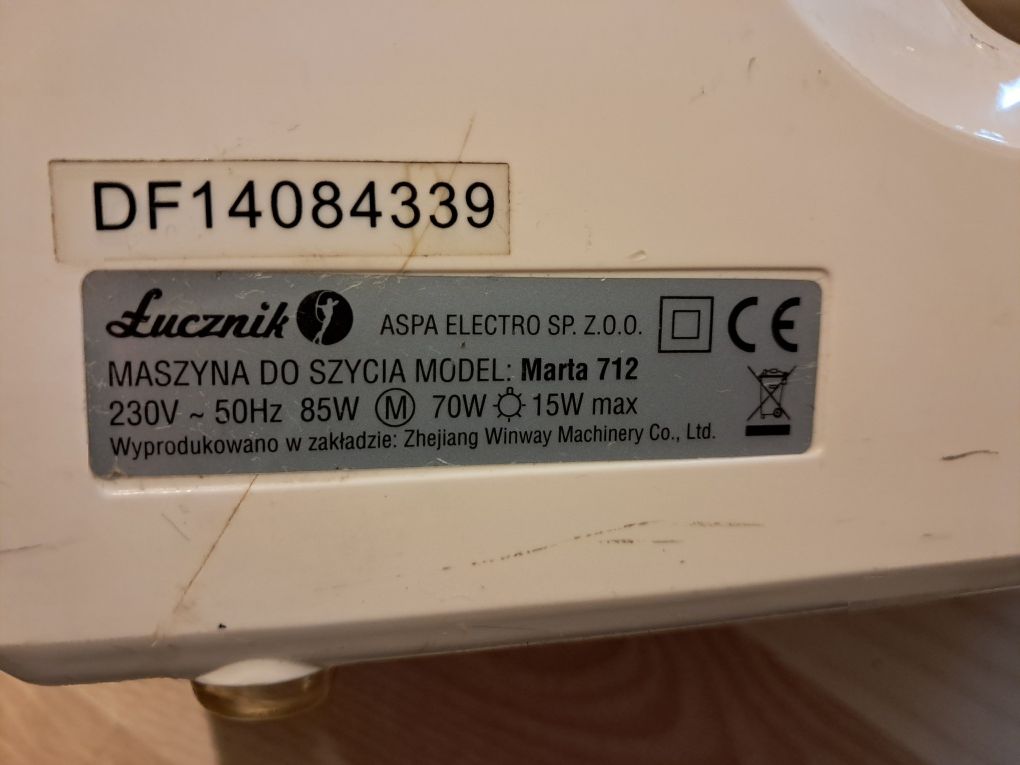 DF14084339
Łucznik ASPA ELECTRO SP. Z.O.O. CE
MASZYNA DO SZYCIA MODEL: Marta 712
230V ~ 50Hz 85W M 70W 15W max
Wyprodukowano w zakładzie: Zhejiang Winway Machinery Co., Ltd.